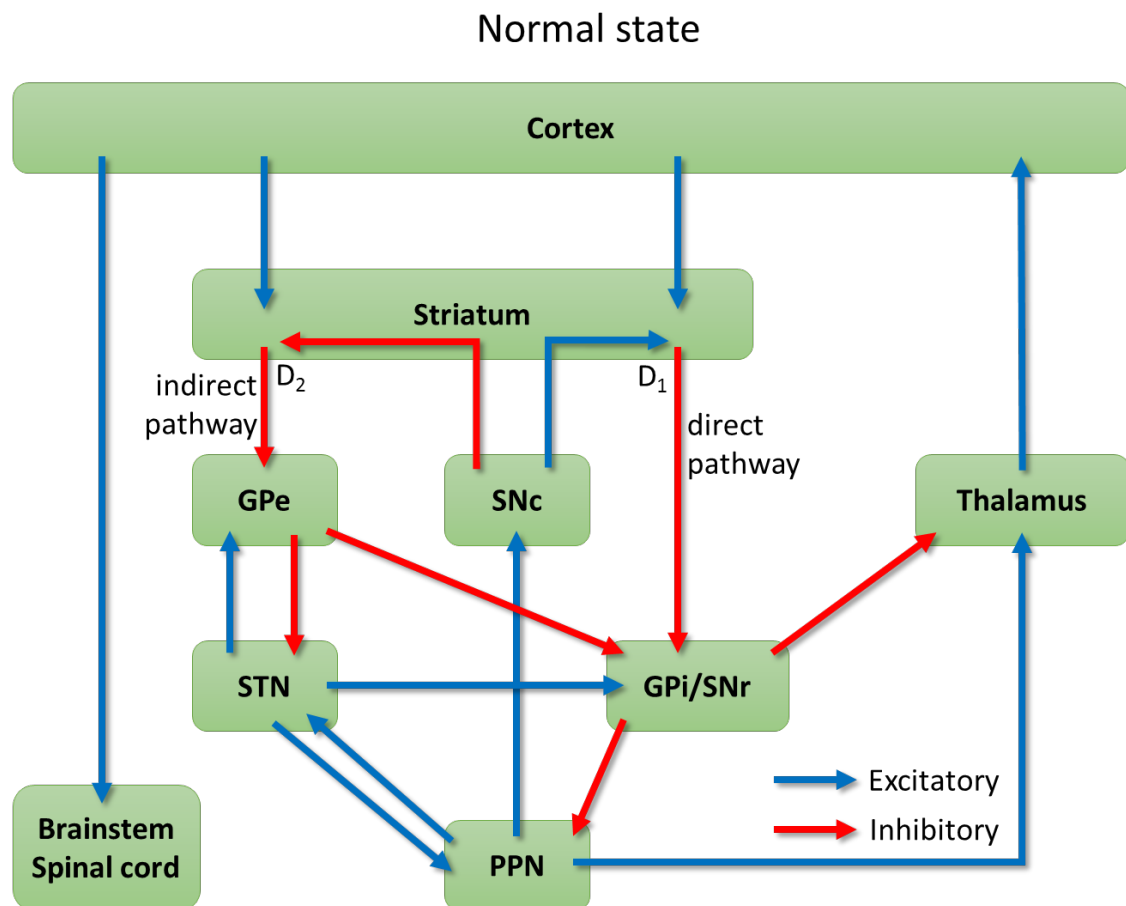 Normal state
Cortex
Striatum
D₂
D₁
indirect
pathway
direct
pathway
GPe
SNc
Thalamus
STN
GPi/SNr
Excitatory
Inhibitory
Brainstem
Spinal cord
PPN